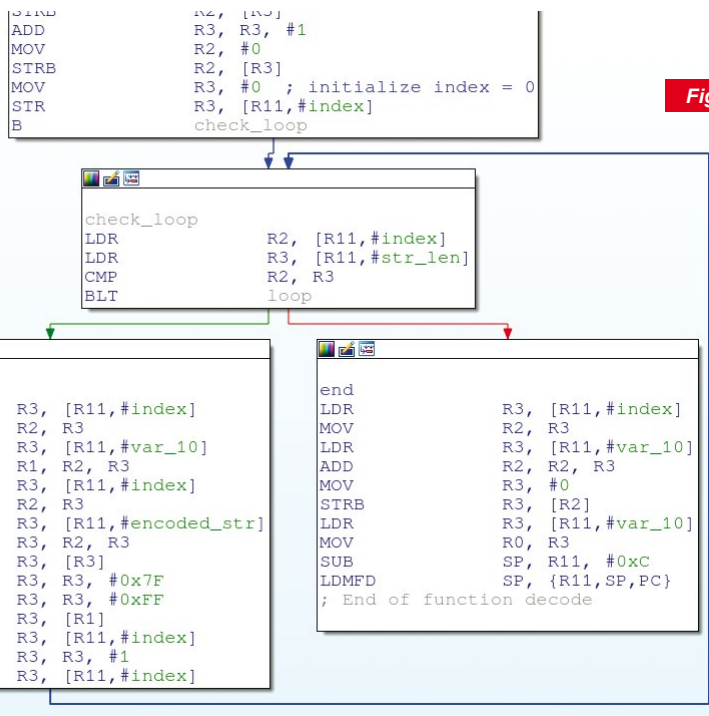 ADD R3, R3, #1
MOV R2, #0
STRB R2, [R3]
MOV R3, #0 ; initialize index = 0
STR R3, [R11,#index]
B check_loop
check_loop
LDR R2, [R11,#index]
LDR R3, [R11,#str_len]
CMP R2, R3
BLT loop
R3, [R11,#index]
R2, R3
R3, [R11,#var_10]
R1, R2, R3
R3, [R11,#index]
R2, R3
R3, [R11,#encoded_str]
R3, R2, R3
R3, [R3]
R3, R3, #0x7F
R3, R3, #0xFF
R3, [R1]
R3, [R11,#index]
R3, R3, #1
R3, [R11,#index]
end
LDR R3, [R11,#index]
MOV R2, R3
LDR R3, [R11,#var_10]
ADD R2, R2, R3
MOV R3, #0
STRB R3, [R2]
LDR R3, [R11,#var_10]
MOV R0, R3
SUB SP, R11, #0xC
LDMFD SP, {R11,SP,PC}
; End of function decode